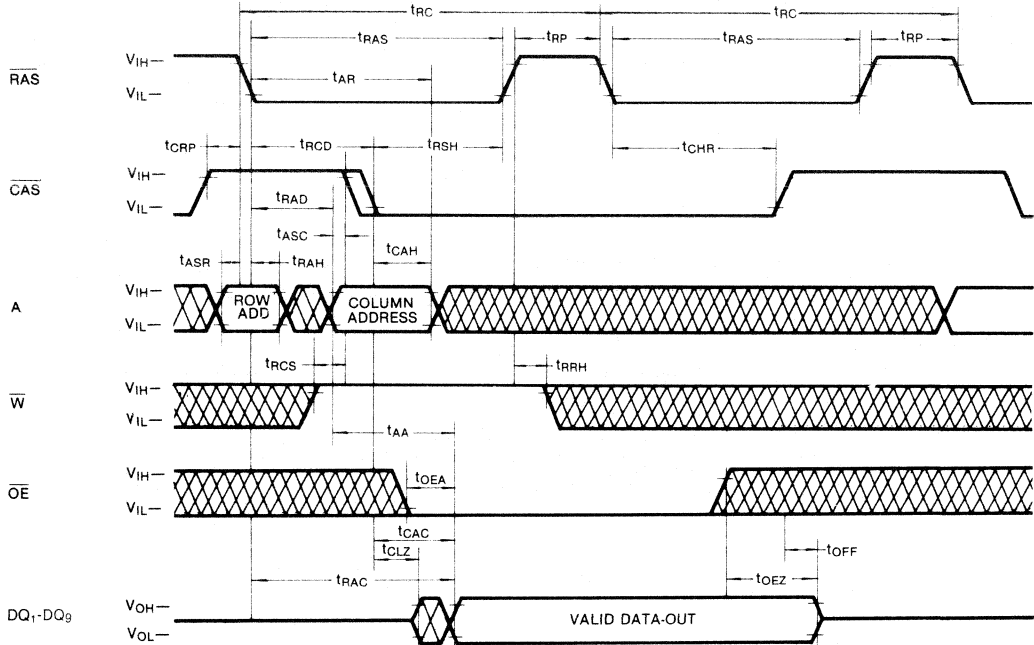 tRC tRC
tRAS tRP tRAS tRP
RAS VIH— tAR
VIL—
tCRP tRCD tRSH tCHR
CAS VIH—
VIL— tRAD
tASC
tASR tRAH tCAH
A VIH— ROW ADD COLUMN ADDRESS
VIL—
tRCS tRRH
W VIH—
VIL—
tAA
OE VIH— tOEA
VIL—
tCAC
tCLZ tOFF
tRAC tOEZ
DQ1-DQ9 VOH— VALID DATA-OUT
VOL—